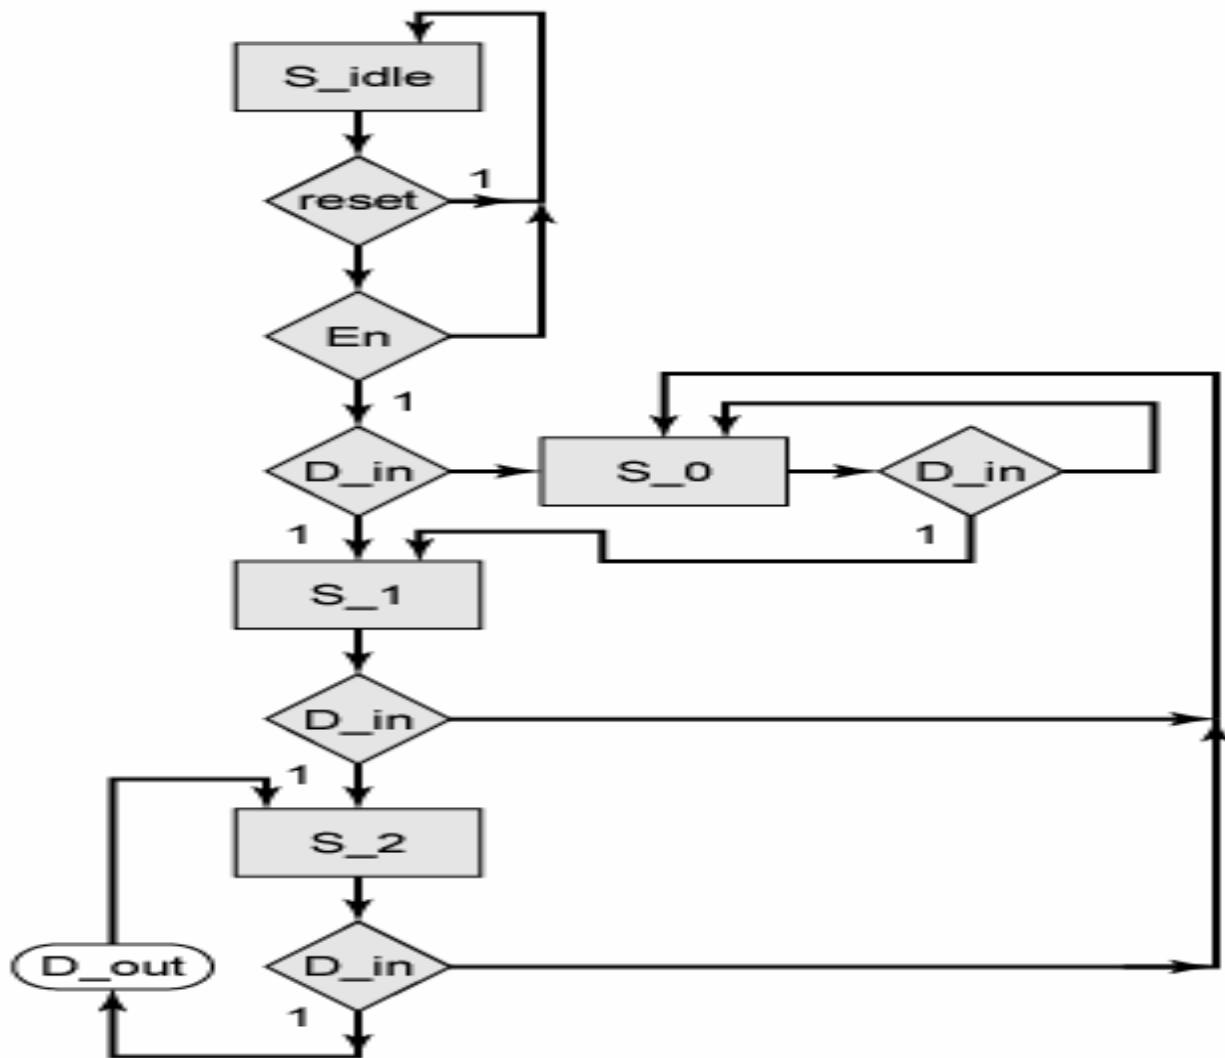 S_idle
reset
1
En
1
D_in
S_0
D_in
1
1
S_1
D_in
1
S_2
D_out
D_in
1